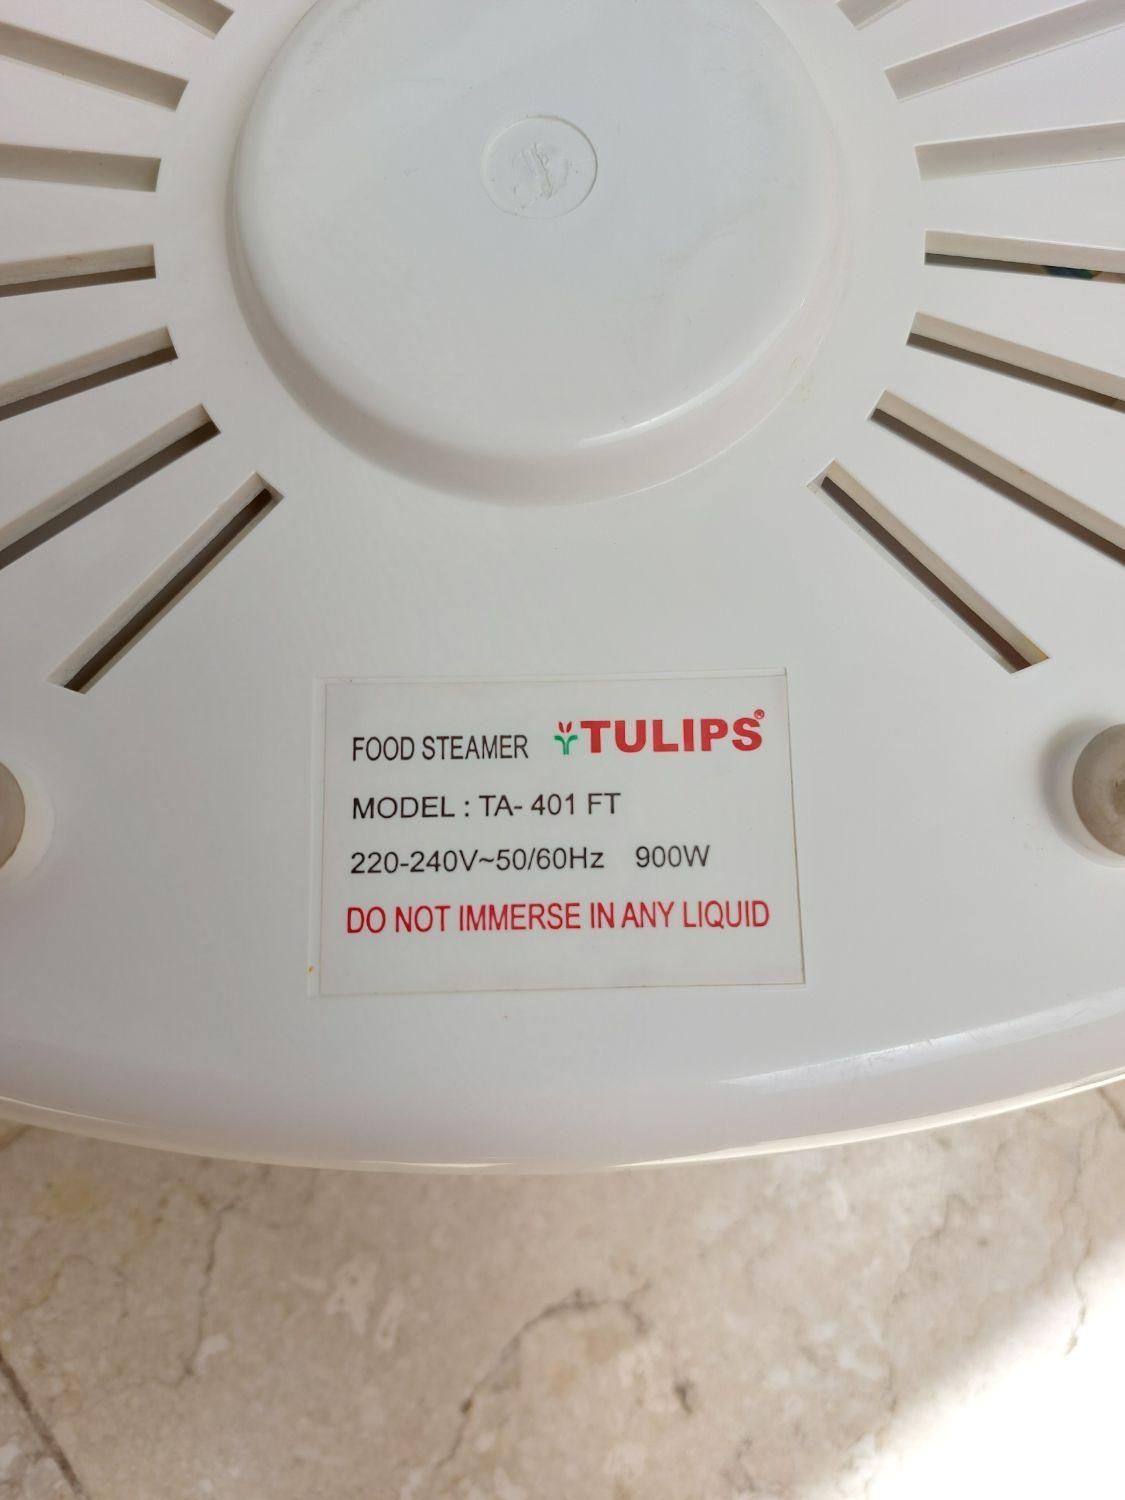 FOOD STEAMER TULIPS®
MODEL : TA- 401 FT
220-240V~50/60Hz 900W
DO NOT IMMERSE IN ANY LIQUID